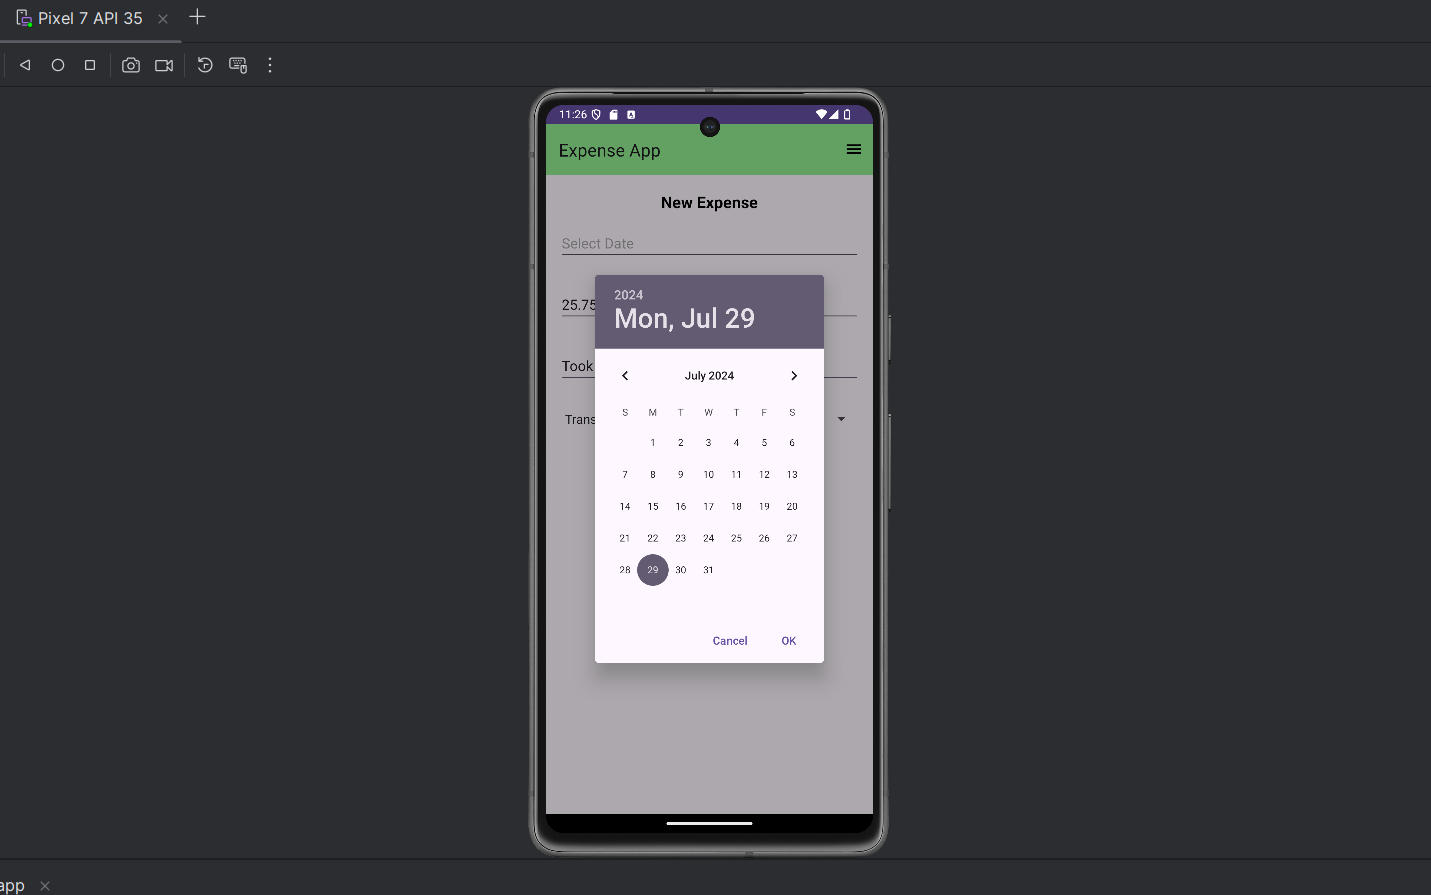 Pixel 7 API 35
11:26
Expense App
New Expense
Select Date
25.75
Took
Trans
2024
Mon, Jul 29
July 2024
S M T W T F S
1 2 3 4 5 6
7 8 9 10 11 12 13
14 15 16 17 18 19 20
21 22 23 24 25 26 27
28 29 30 31
Cancel OK
app